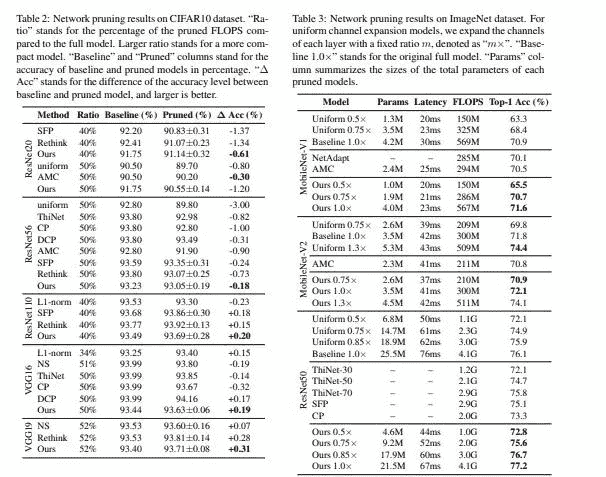 Table 2: Network pruning results on CIFAR10 dataset. "Ra-
tio" stands for the percentage of the pruned FLOPS com-
pared to the full model. Larger ratio stands for a more com-
pact model. "Baseline" and "Pruned" columns stand for the
accuracy of baseline and pruned models in percentage. "Δ
Acc" stands for the difference of the accuracy level between
baseline and pruned model, and larger is better.
Method Ratio Baseline (%) Pruned (%) Δ Acc (%)
ResNet20
SFP 40% 92.20 90.83±0.31 -1.37
Rethink 40% 92.41 91.07±0.23 -1.34
Ours 40% 91.75 91.14±0.32 -0.61
uniform 50% 90.50 89.70 -0.80
AMC 50% 90.50 90.20 -0.30
Ours 50% 91.75 90.55±0.14 -1.20
ResNet56
uniform 50% 92.80 89.80 -3.00
ThiNet 50% 93.80 92.98 -0.82
CP 50% 93.80 92.80 -1.00
DCP 50% 93.80 93.49 -0.31
AMC 50% 92.80 91.90 -0.90
SFP 50% 93.59 93.35±0.31 -0.24
Rethink 50% 93.80 93.07±0.25 -0.73
Ours 50% 93.23 93.05±0.19 -0.18
ResNet110
L1-norm 40% 93.53 93.30 -0.23
SFP 40% 93.68 93.86±0.30 +0.18
Rethink 40% 93.77 93.92±0.13 +0.15
Ours 40% 93.49 93.69±0.28 +0.20
VGG16
L1-norm 34% 93.25 93.40 +0.15
NS 51% 93.99 93.80 -0.19
ThiNet 50% 93.99 93.85 -0.14
CP 50% 93.99 93.67 -0.32
DCP 50% 93.99 94.16 +0.17
Ours 50% 93.44 93.63±0.06 +0.19
VGG19
NS 52% 93.53 93.60±0.16 +0.07
Rethink 52% 93.53 93.81±0.14 +0.28
Ours 52% 93.40 93.71±0.08 +0.31
Table 3: Network pruning results on ImageNet dataset. For
uniform channel expansion models, we expand the channels
of each layer with a fixed ratio m, denoted as "m×". "Base-
line 1.0×" stands for the original full model. "Params" col-
umn summarizes the sizes of the total parameters of each
pruned models.
Model Params Latency FLOPS Top-1 Acc (%)
MobileNet-V1
Uniform 0.5× 1.3M 20ms 150M 63.3
Uniform 0.75× 3.5M 23ms 325M 68.4
Baseline 1.0× 4.2M 30ms 569M 70.9
NetAdapt – – 285M 70.1
AMC 2.4M 25ms 294M 70.5
Ours 0.5× 1.0M 20ms 150M 65.5
Ours 0.75× 1.9M 21ms 286M 70.7
Ours 1.0× 4.0M 23ms 567M 71.6
MobileNet-V2
Uniform 0.75× 2.6M 39ms 209M 69.8
Baseline 1.0× 3.5M 42ms 300M 71.8
Uniform 1.3× 5.3M 43ms 509M 74.4
AMC 2.3M 41ms 211M 70.8
Ours 0.75× 2.6M 37ms 210M 70.9
Ours 1.0× 3.5M 41ms 300M 72.1
Ours 1.3× 4.5M 42ms 511M 74.1
ResNet50
Uniform 0.5× 6.8M 50ms 1.1G 72.1
Uniform 0.75× 14.7M 61ms 2.3G 74.9
Uniform 0.85× 18.9M 62ms 3.0G 75.9
Baseline 1.0× 25.5M 76ms 4.1G 76.1
ThiNet-30 – – 1.2G 72.1
ThiNet-50 – – 2.1G 74.7
ThiNet-70 – – 2.9G 75.8
SFP – – 2.9G 75.1
CP – – 2.0G 73.3
Ours 0.5× 4.6M 44ms 1.0G 72.8
Ours 0.75× 9.2M 52ms 2.0G 75.6
Ours 0.85× 17.9M 60ms 3.0G 76.7
Ours 1.0× 21.5M 67ms 4.1G 77.2